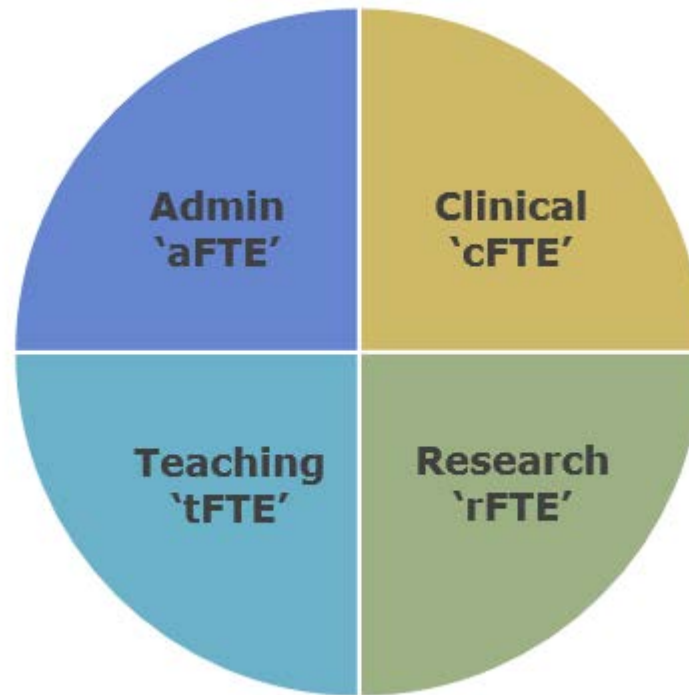 Admin
‘aFTE’
Clinical
‘cFTE’
Teaching
‘tFTE’
Research
‘rFTE’